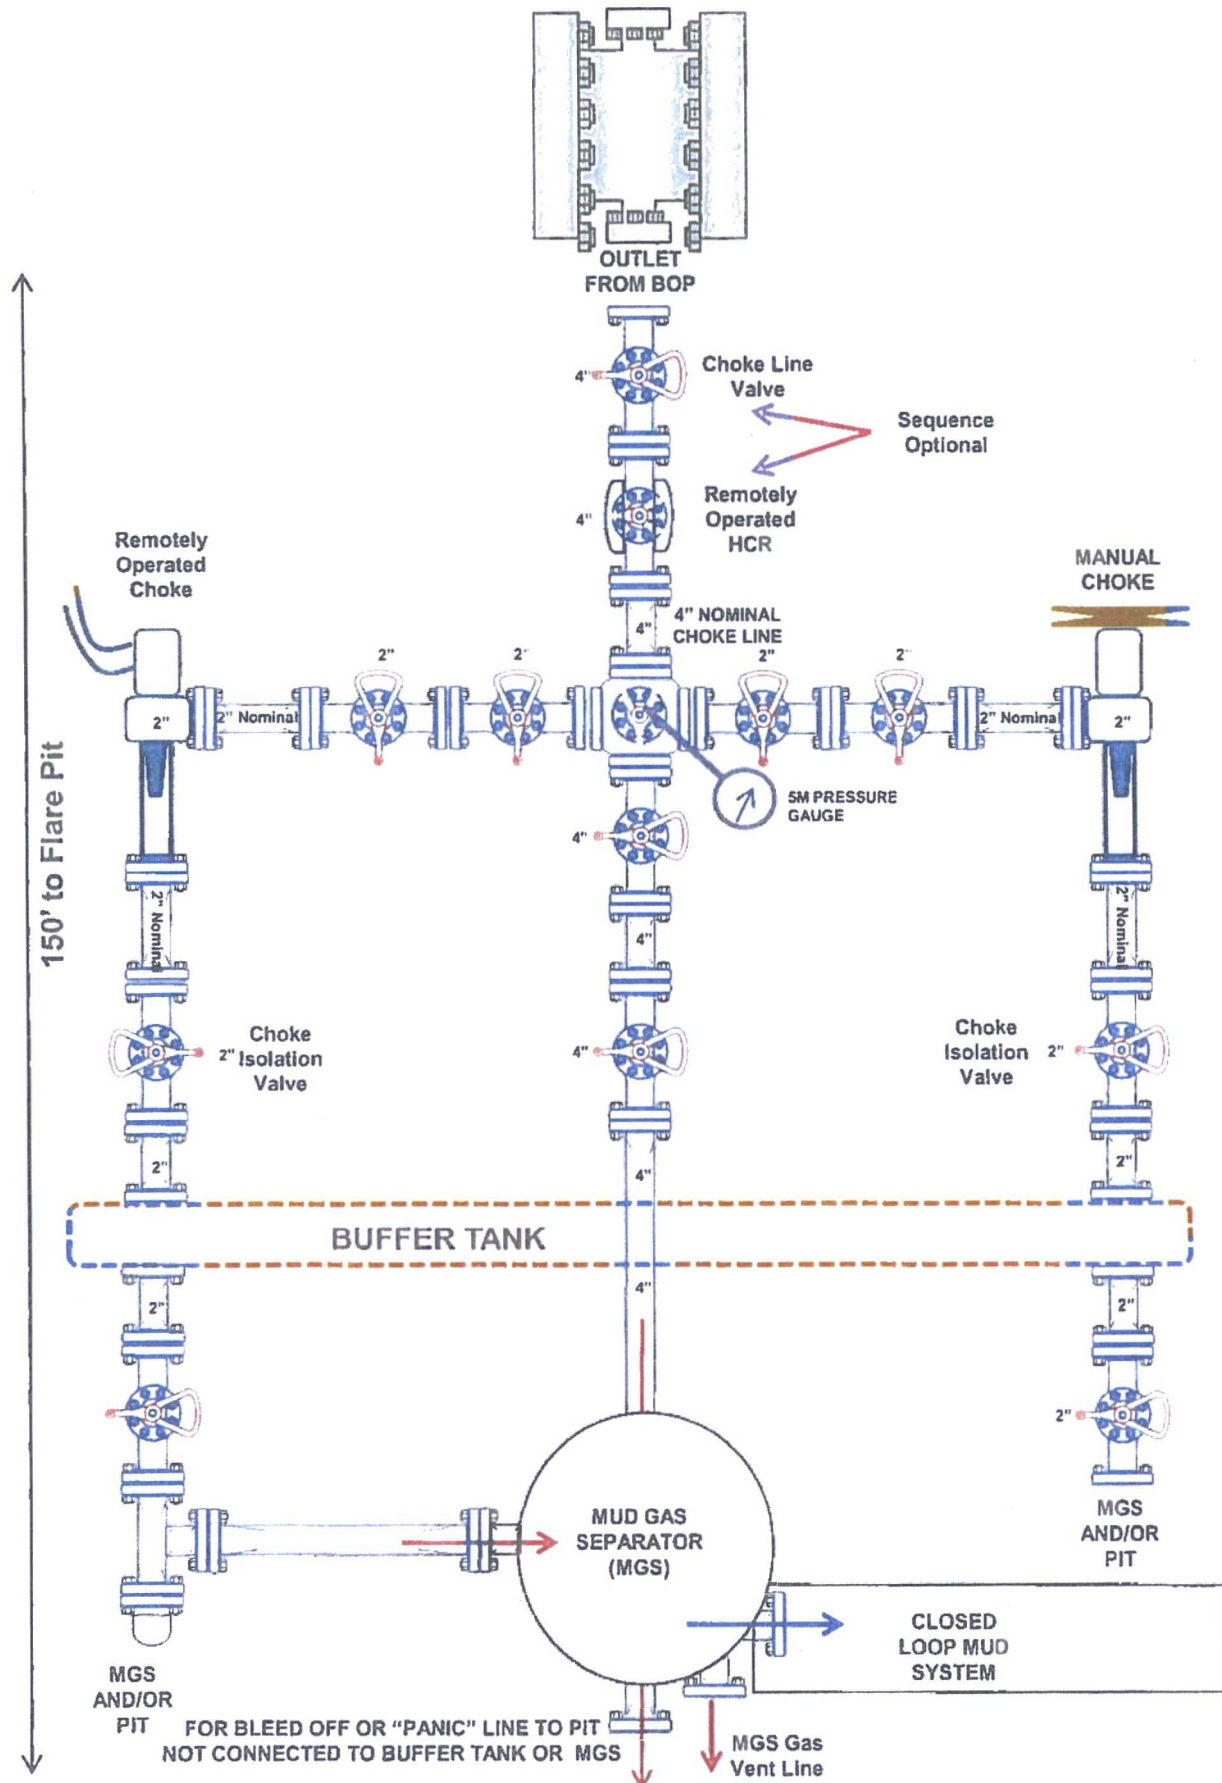 OUTLET
FROM BOP
4"
Choke Line
Valve
Sequence
Optional
4"
Remotely
Operated
HCR
Remotely
Operated
Choke
MANUAL
CHOKE
4"
4" NOMINAL
CHOKE LINE
2"
2"
2"
2"
2"
2" Nominal
2" Nominal
2"
5M PRESSURE
GAUGE
4"
150' to Flare Pit
2" Nominal
4"
2" Nominal
2"
Choke
Isolation
Valve
4"
Choke
Isolation
Valve
2"
2"
4"
2"
BUFFER TANK
2"
4"
2"
2"
MUD GAS
SEPARATOR
(MGS)
MGS
AND/OR
PIT
CLOSED
LOOP MUD
SYSTEM
MGS
AND/OR
PIT
FOR BLEED OFF OR "PANIC" LINE TO PIT
NOT CONNECTED TO BUFFER TANK OR MGS
MGS Gas
Vent Line